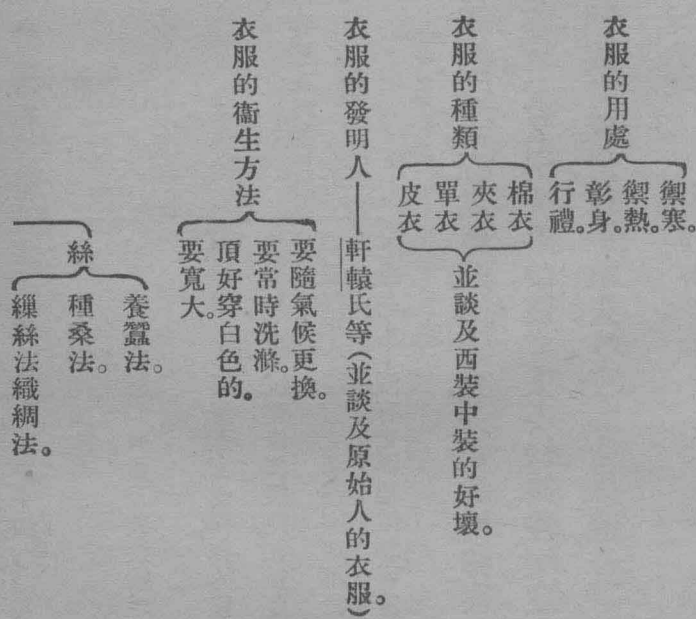 衣服的用處
禦寒。
禦熱。
彰身。
行禮。
衣服的種類
棉衣
夾衣
單衣
皮衣
並談及西裝中裝的好壞。
衣服的發明人——軒轅氏等(並談及原始人的衣服。)
衣服的衞生方法
要隨氣候更換。
要常時洗滌。
頂好穿白色的。
要寬大。
絲
養蠶法。
種桑法。
繅絲法織綢法。